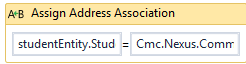 A•B Assign Address Association
studentEntity.Stud = Cmc.Nexus.Comm